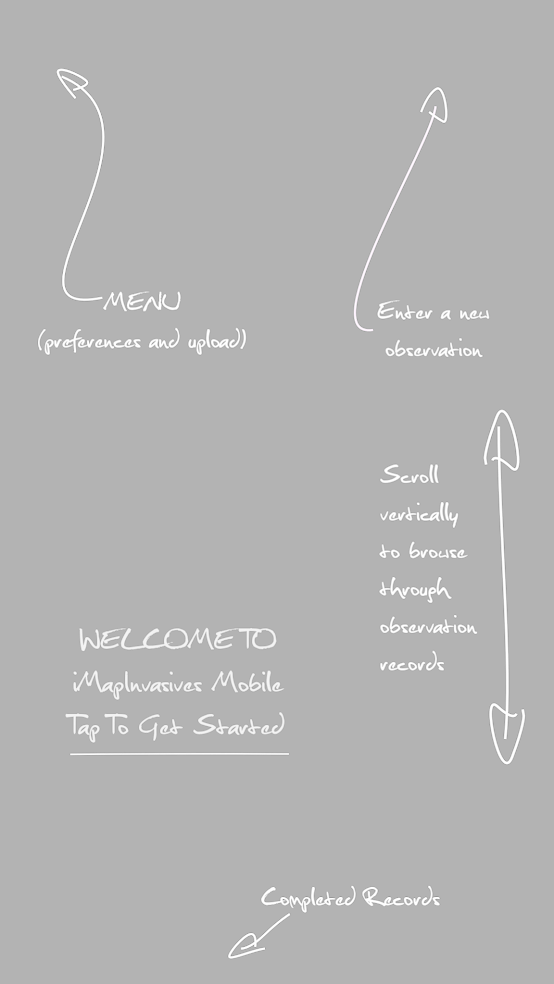 MENU
(preferences and upload)
Enter a new
observation
Scroll
vertically
to browse
through
observation
records
WELCOME TO
iMapInvasives Mobile
Tap To Get Started
Completed Records